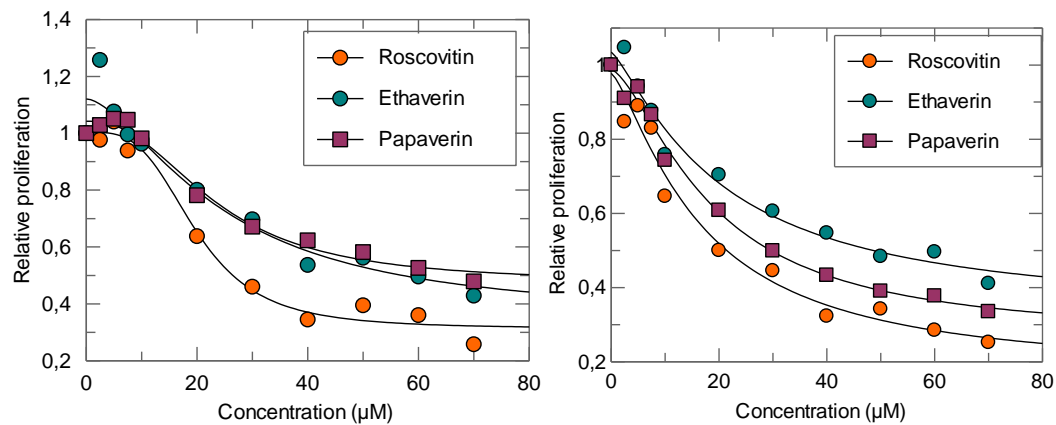 1,4
1,2
1
0,8
0,6
0,4
0,2
Relative proliferation
Roscovitin
Ethaverin
Papaverin
0
20
40
60
80
Concentration (µM)
1
0,8
0,6
0,4
0,2
Relative proliferation
Roscovitin
Ethaverin
Papaverin
0
20
40
60
80
Concentration (µM)